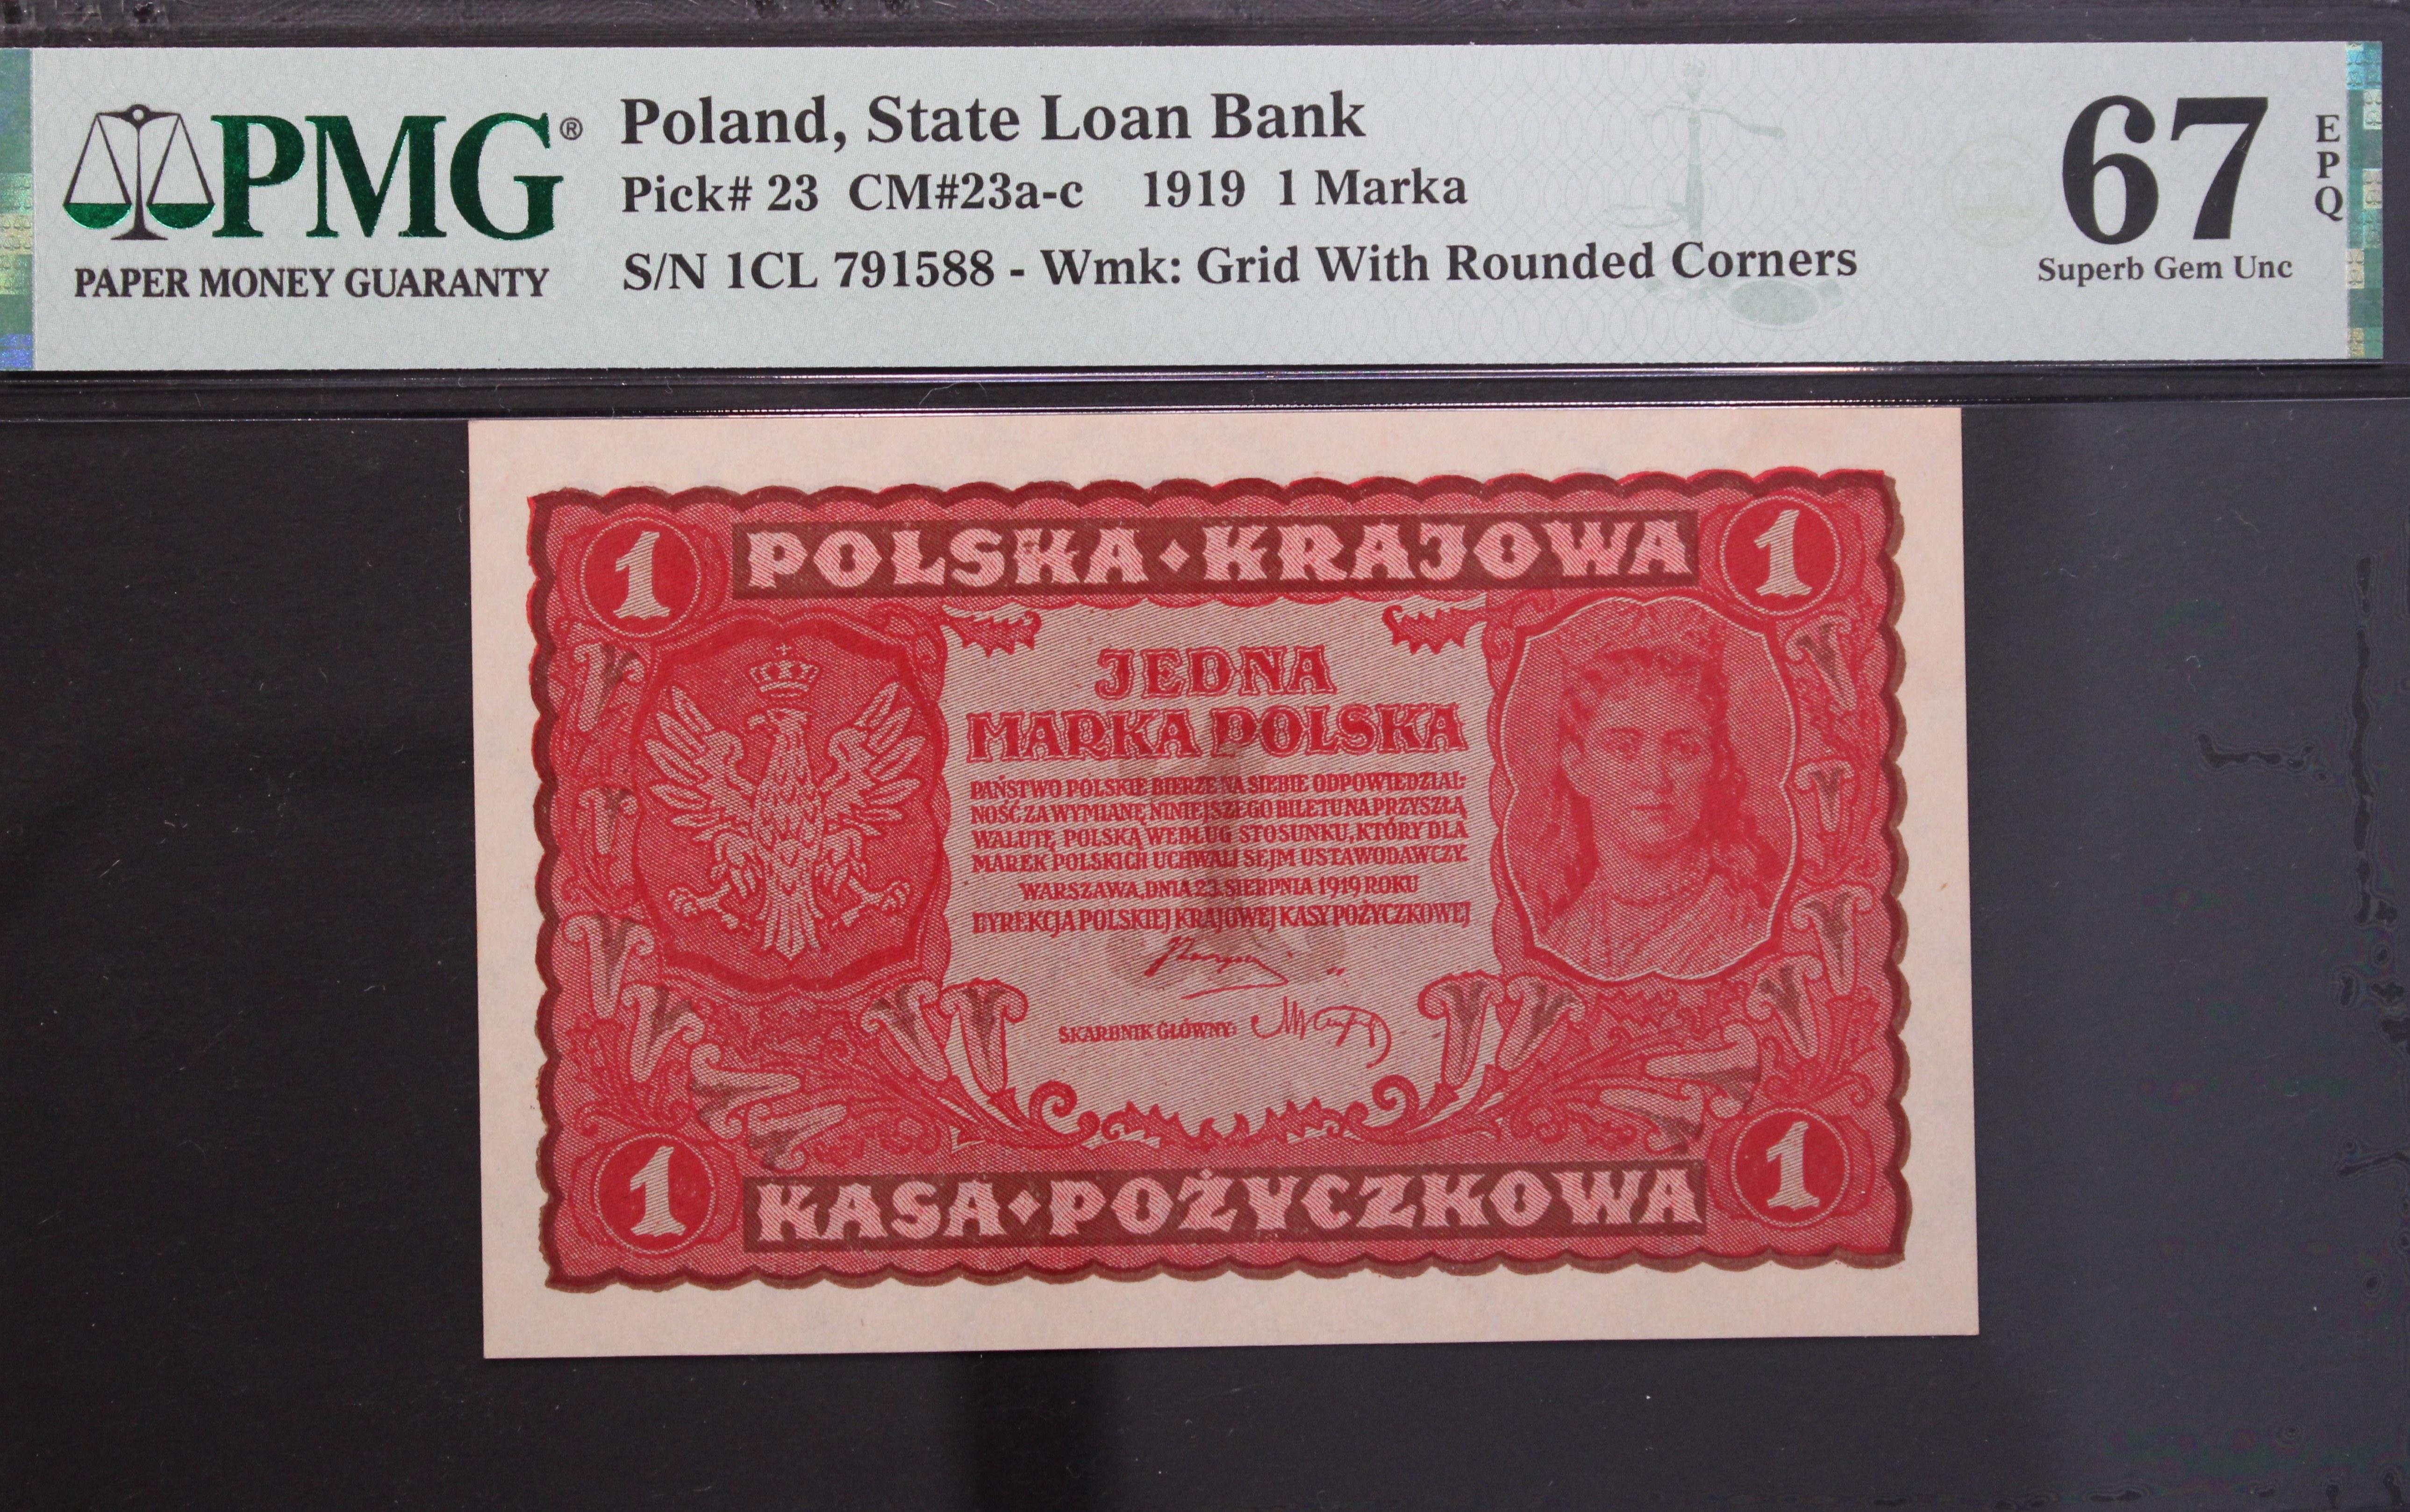 PMG®
PAPER MONEY GUARANTY
Poland, State Loan Bank
Pick# 23 CM#23a-c 1919 1 Marka
S/N 1CL 791588 - Wmk: Grid With Rounded Corners
67
EPQ
Superb Gem Unc
1 POLSKA • KRAJOWA 1
JEDNA
MARKA POLSKA
PAŃSTWO POLSKIE BIERZE NA SIEBIE ODPOWIEDZIAL-
NOŚĆ ZA WYMIANĘ NINIEJSZEGO BILETU NA PRZYSZŁĄ
WALUTĘ POLSKĄ WEDŁUG STOSUNKU, KTÓRY DLA
MAREK POLSKICH UCHWALI SEJM USTAWODAWCZY.
WARSZAWA, DNIA 23. SIERPNIA 1919 ROKU
DYREKCJA POLSKIEJ KRAJOWEJ KASY POŻYCZKOWEJ
SKARBNIK GŁÓWNY:
1 KASA • POŻYCZKOWA 1